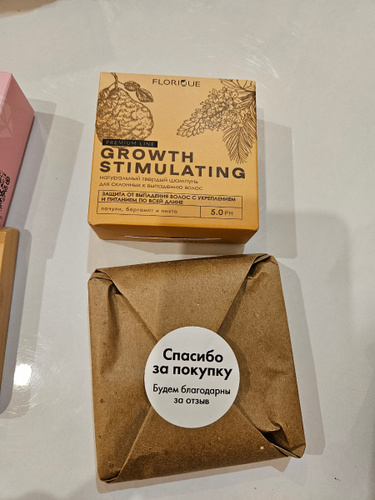 FLORIQUE
PREMIUM LINE
GROWTH
STIMULATING
натуральный твердый шампунь
для склонных к выпадению волос
ЗАЩИТА ОТ ВЫПАДЕНИЯ ВОЛОС С УКРЕПЛЕНИЕМ
И ПИТАНИЕМ ПО ВСЕЙ ДЛИНЕ
пачули, бергамот и пихта
5.0 PH
Спасибо
за покупку
Будем благодарны
за отзыв